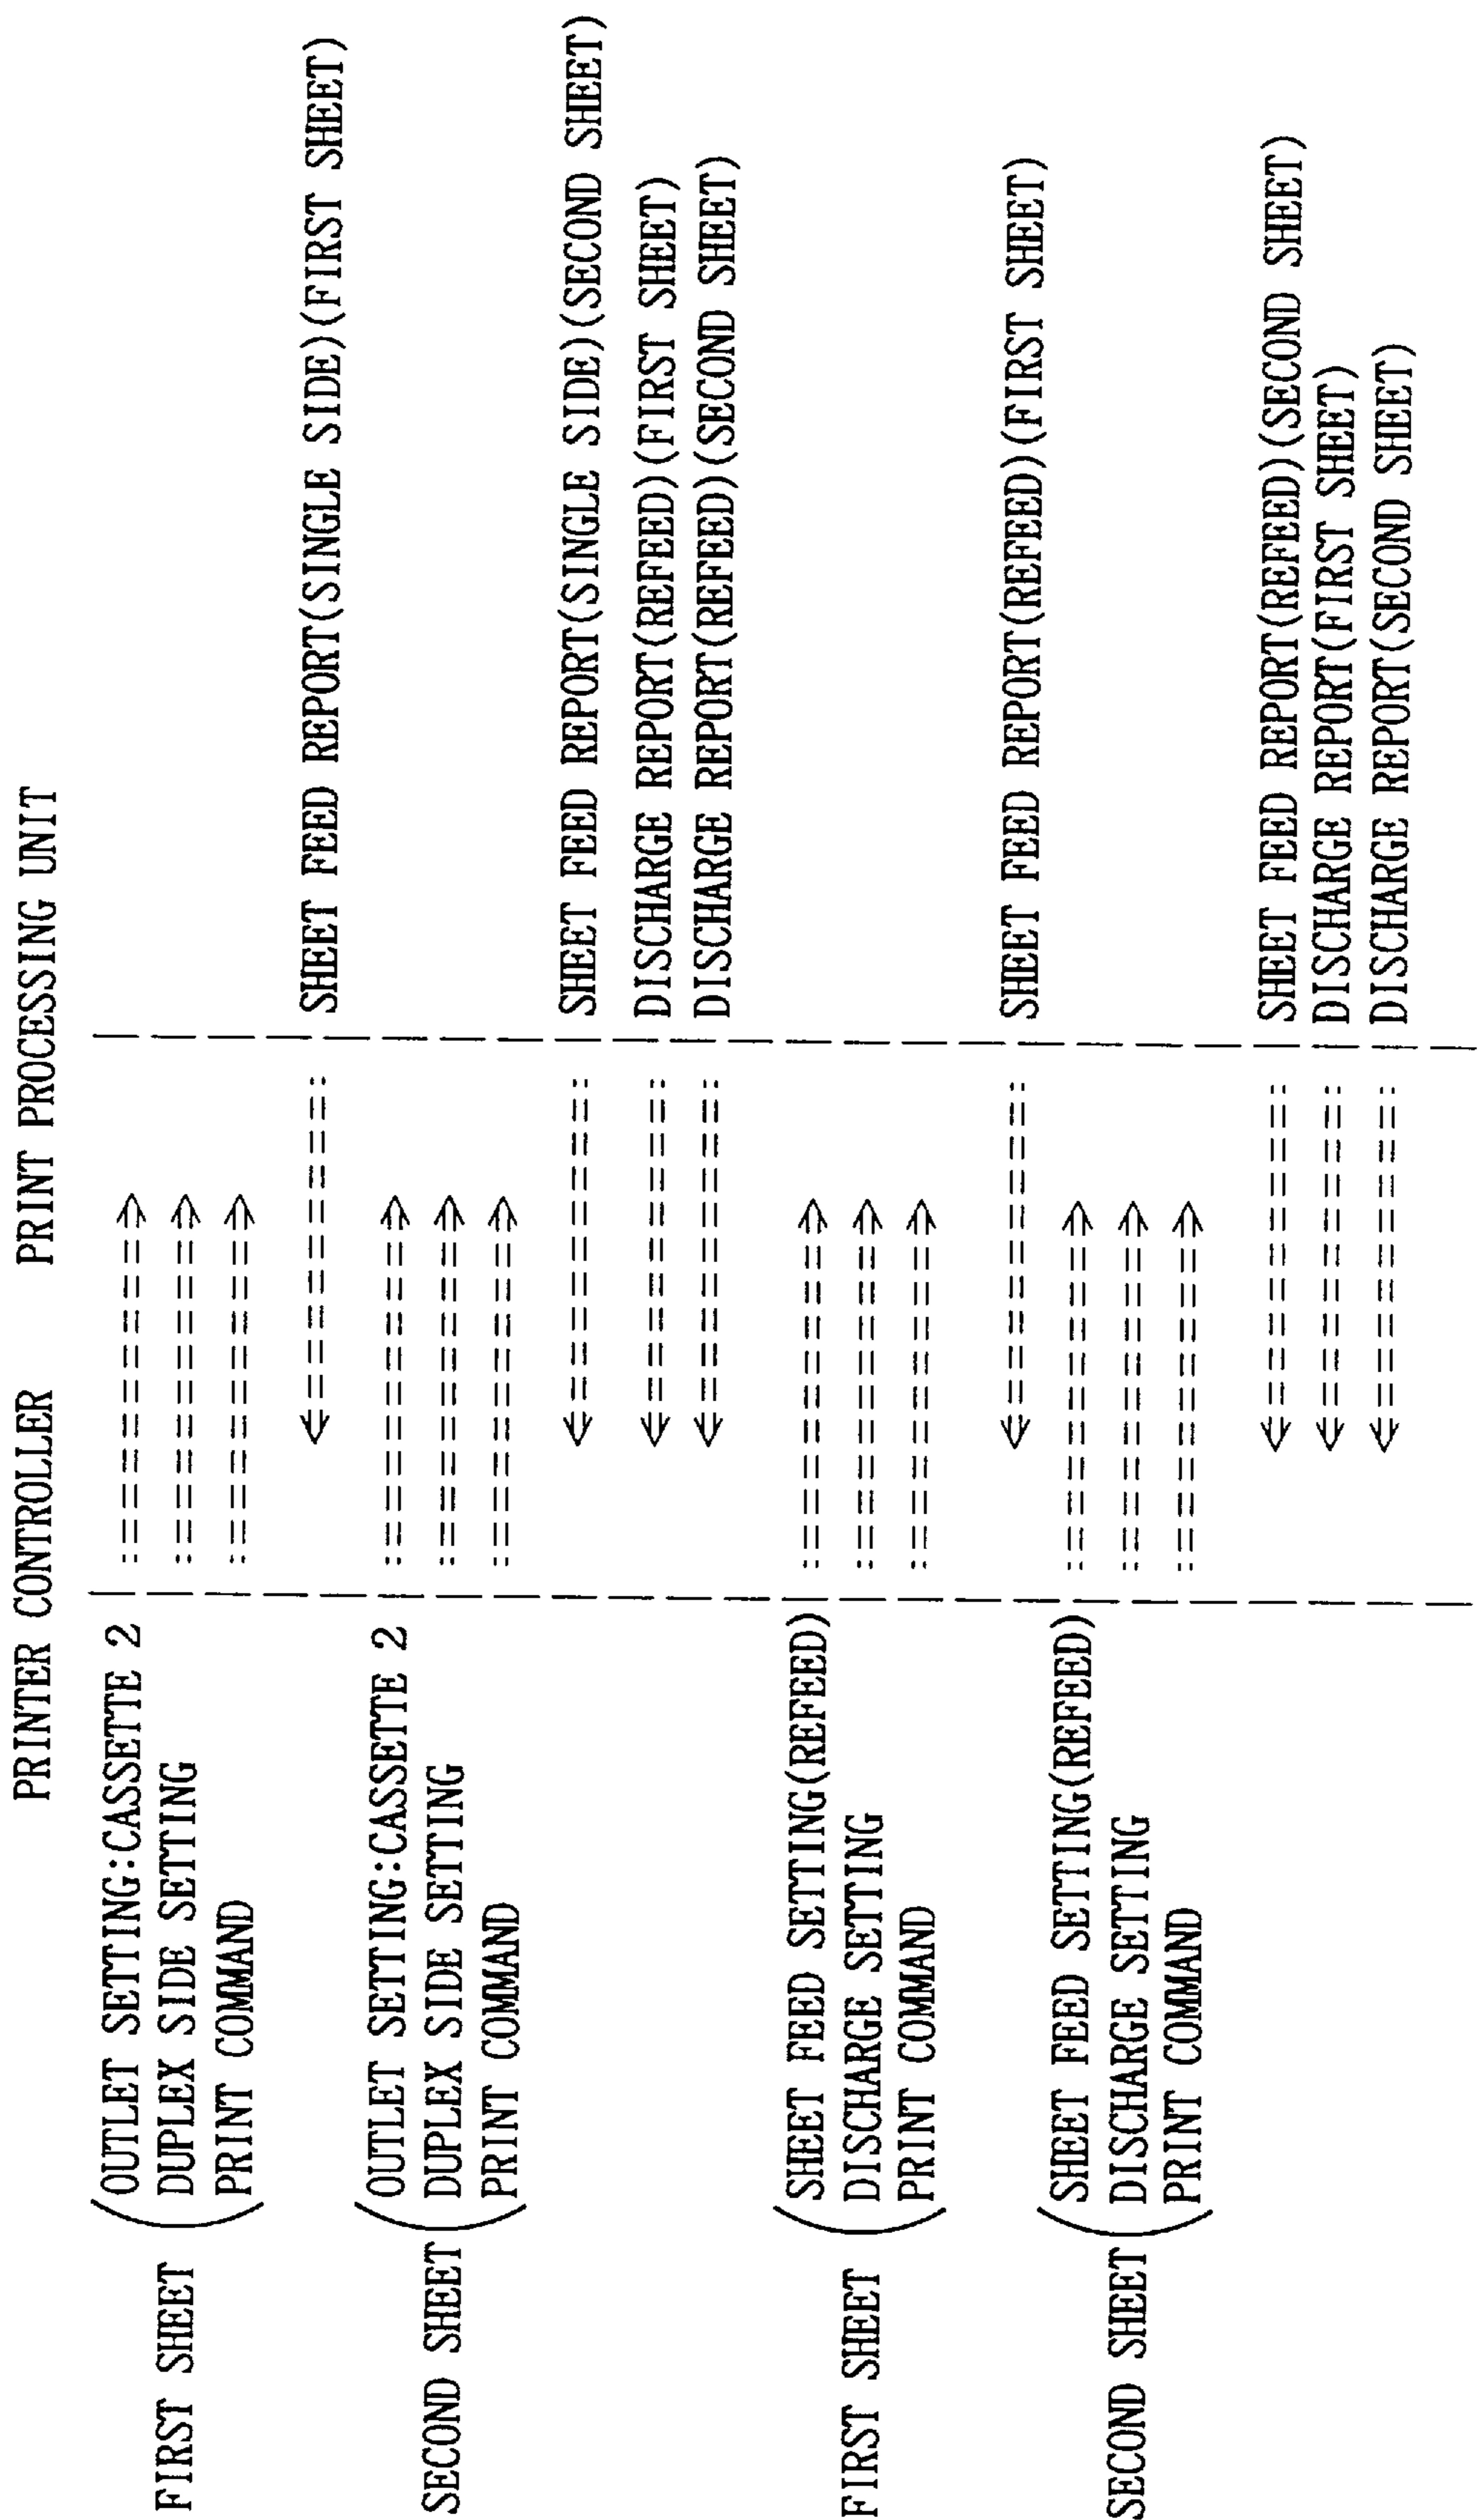 PRINTER CONTROLLER PRINT PROCESSING UNIT
FIRST SHEET
OUTLET SETTING:CASSETTE 2
DUPLEX SIDE SETTING
PRINT COMMAND
SHEET FEED REPORT(SINGLE SIDE)(FIRST SHEET)
SECOND SHEET
OUTLET SETTING:CASSETTE 2
DUPLEX SIDE SETTING
PRINT COMMAND
SHEET FEED REPORT(SINGLE SIDE)(SECOND SHEET)
DISCHARGE REPORT(REFEED)(FIRST SHEET)
DISCHARGE REPORT(REFEED)(SECOND SHEET)
FIRST SHEET
SHEET FEED SETTING(REFEED)
DISCHARGE SETTING
PRINT COMMAND
SHEET FEED REPORT(REFEED)(FIRST SHEET)
SECOND SHEET
SHEET FEED SETTING(REFEED)
DISCHARGE SETTING
PRINT COMMAND
SHEET FEED REPORT(REFEED)(SECOND SHEET)
DISCHARGE REPORT(FIRST SHEET)
DISCHARGE REPORT(SECOND SHEET)